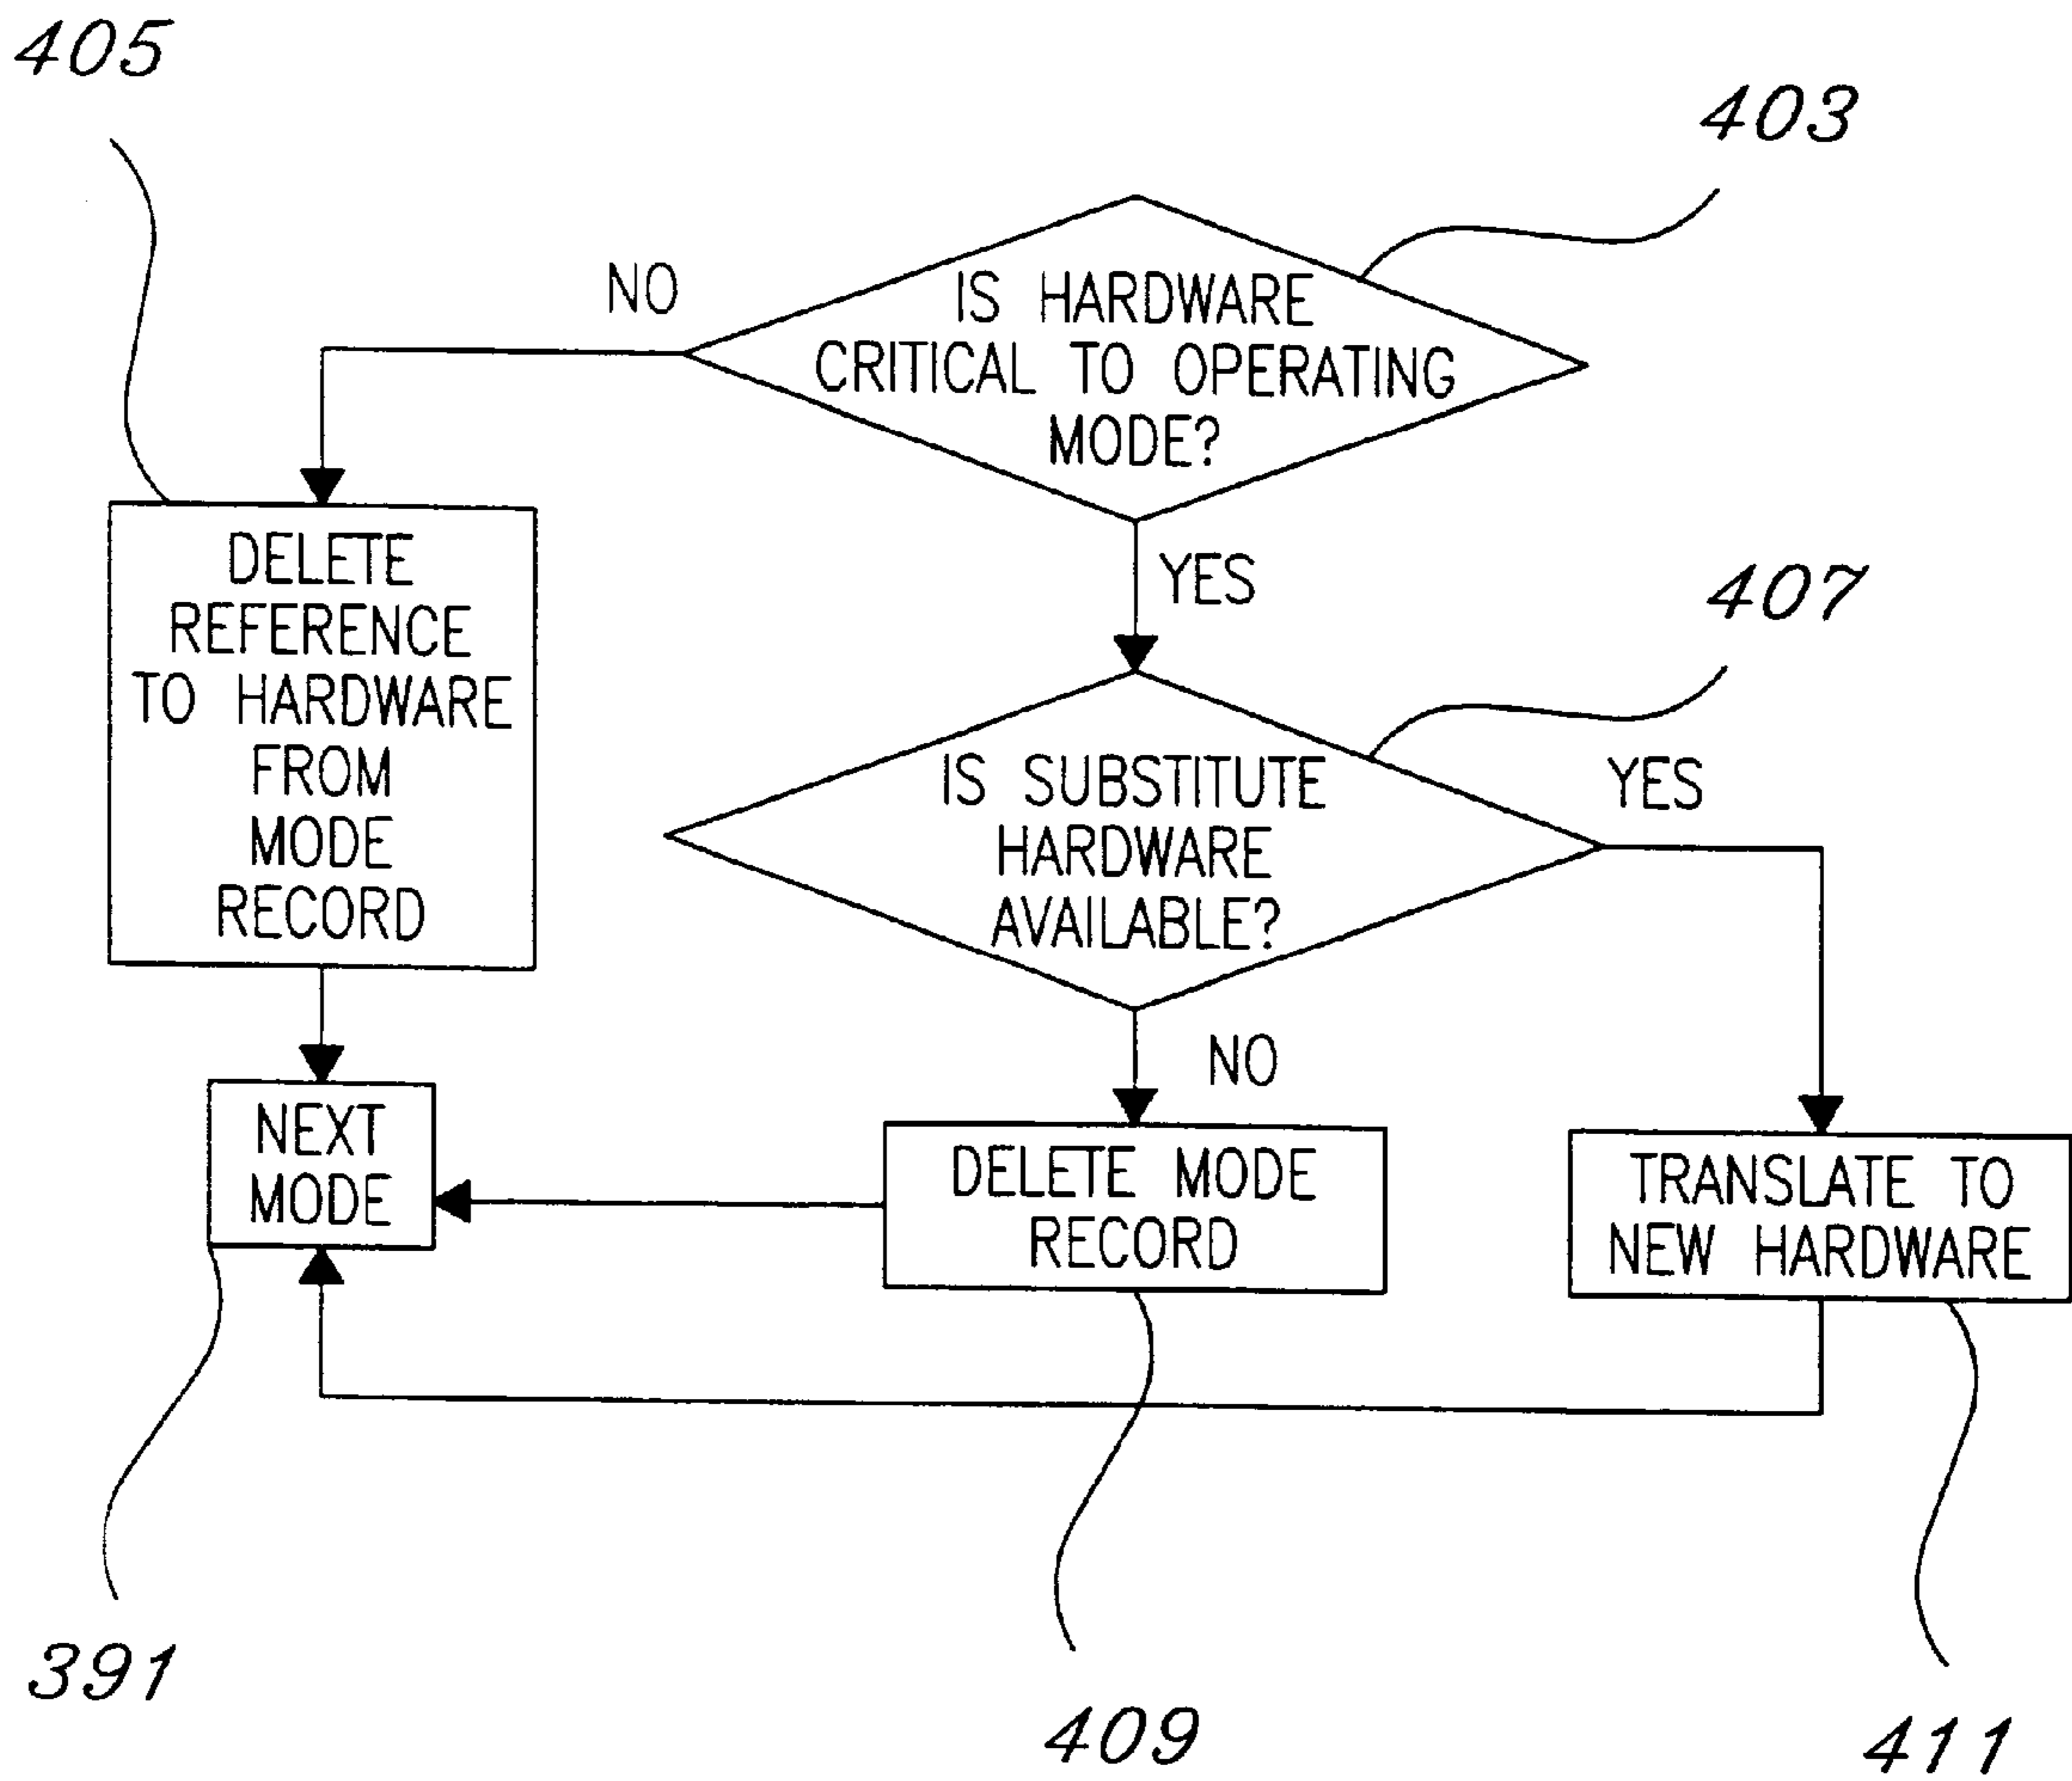 405
403
NO
IS HARDWARE
CRITICAL TO OPERATING
MODE?
DELETE
REFERENCE
TO HARDWARE
FROM
MODE
RECORD
YES
407
IS SUBSTITUTE
HARDWARE
AVAILABLE?
YES
NO
NEXT
MODE
DELETE MODE
RECORD
TRANSLATE TO
NEW HARDWARE
391
409
411